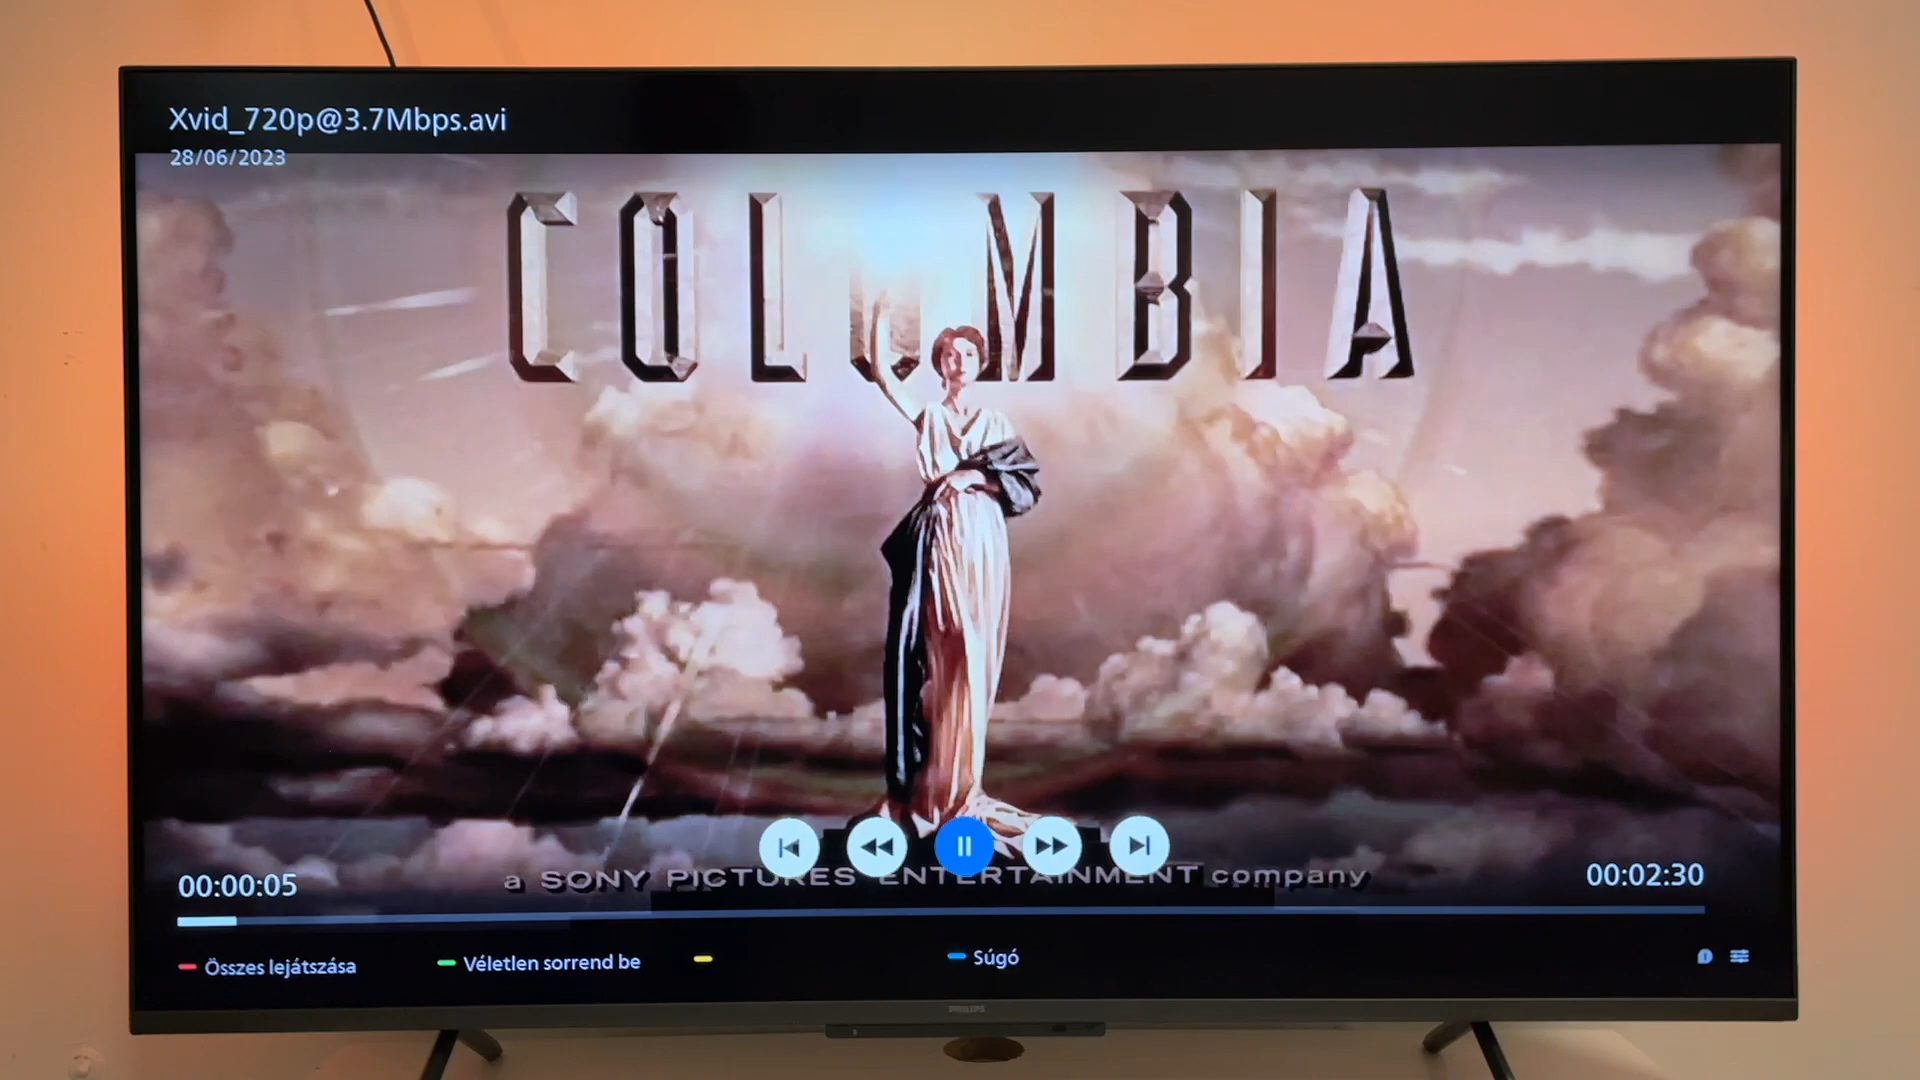 Xvid_720p@3.7Mbps.avi
28/06/2023
COLUMBIA
a SONY PICTURES ENTERTAINMENT company
00:00:05
00:02:30
Összes lejátszása
Véletlen sorrend be
Súgó
PHILIPS